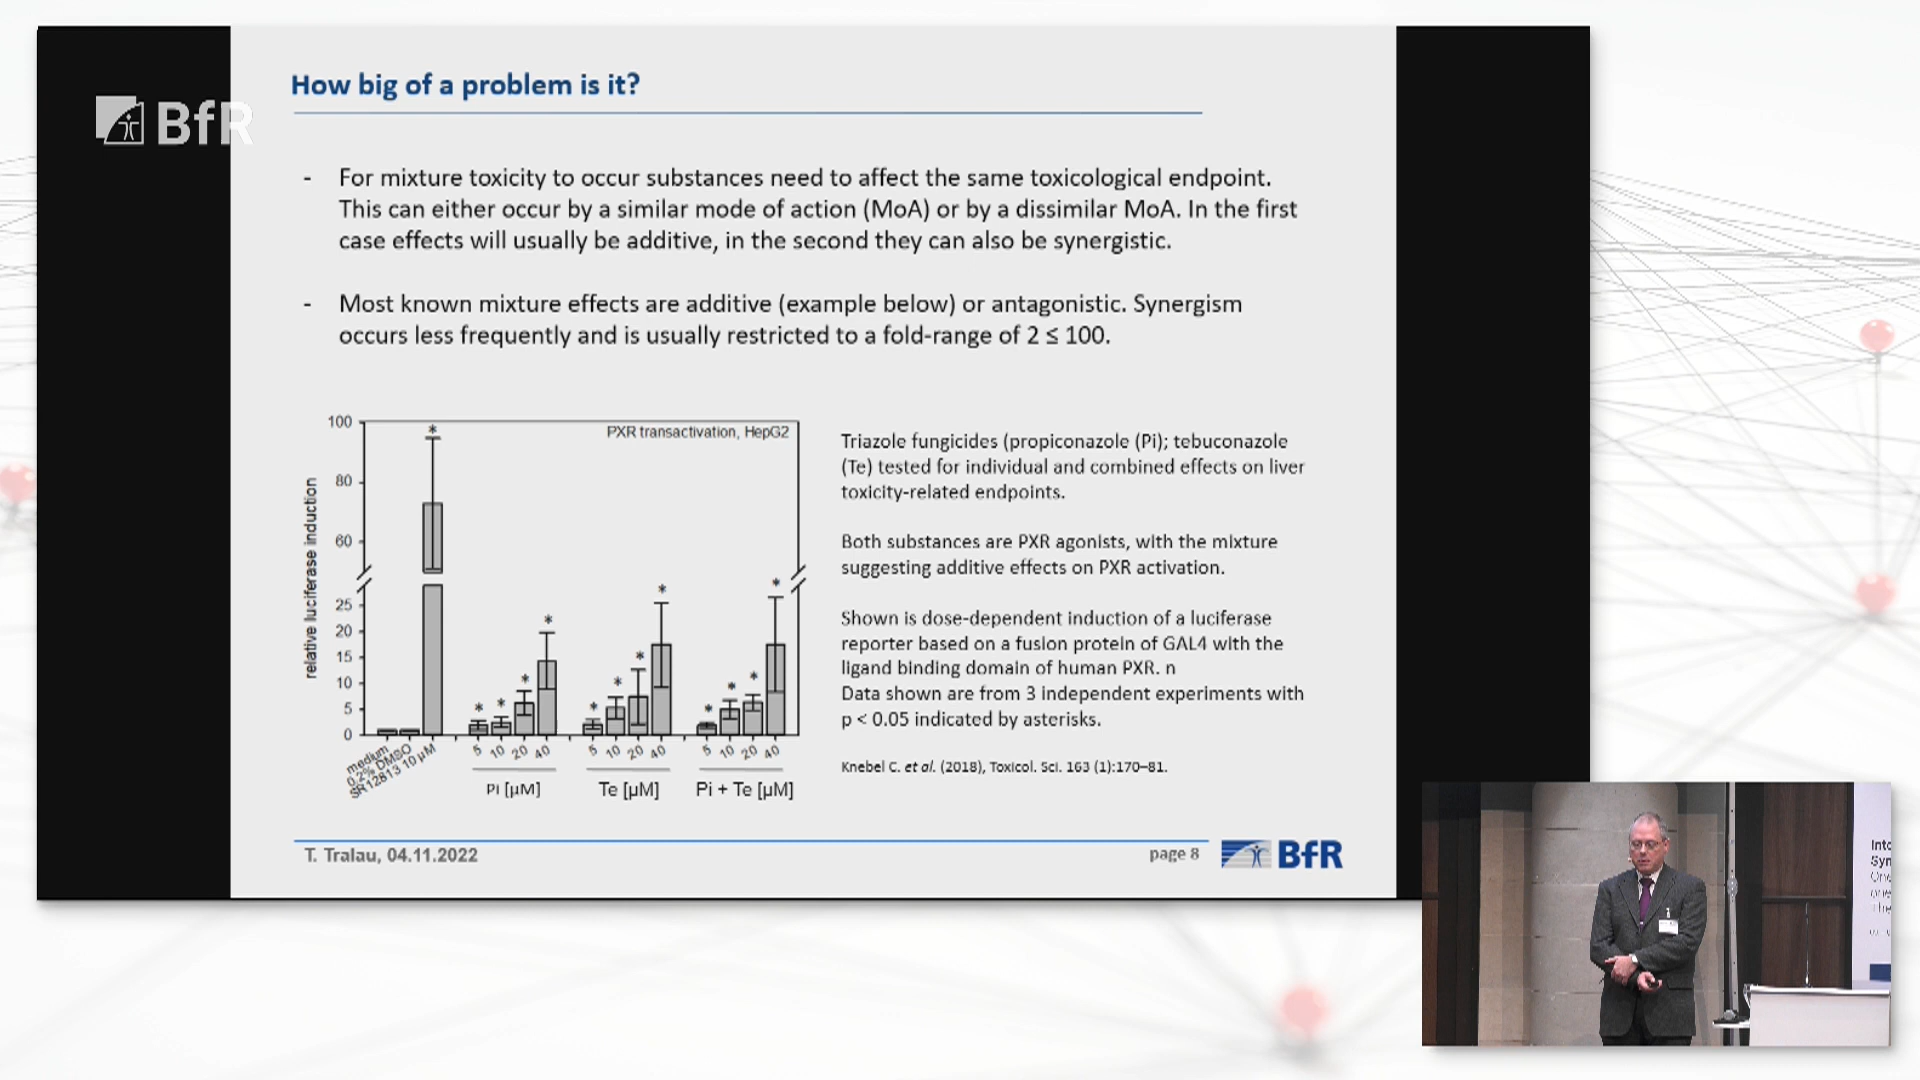 How big of a problem is it?
BfR
- For mixture toxicity to occur substances need to affect the same toxicological endpoint.
This can either occur by a similar mode of action (MoA) or by a dissimilar MoA. In the first
case effects will usually be additive, in the second they can also be synergistic.
- Most known mixture effects are additive (example below) or antagonistic. Synergism
occurs less frequently and is usually restricted to a fold-range of 2 ≤ 100.
PXR transactivation, HepG2
relative luciferase induction
100
80
60
25
20
15
10
5
0
* * * * * * * * * * * * *
medium
0.2% DMSO
SR12813 10 µM
5 10 20 40 5 10 20 40 5 10 20 40
Pi [µM] Te [µM] Pi + Te [µM]
Triazole fungicides (propiconazole (Pi); tebuconazole
(Te) tested for individual and combined effects on liver
toxicity-related endpoints.
Both substances are PXR agonists, with the mixture
suggesting additive effects on PXR activation.
Shown is dose-dependent induction of a luciferase
reporter based on a fusion protein of GAL4 with the
ligand binding domain of human PXR. n
Data shown are from 3 independent experiments with
p < 0.05 indicated by asterisks.
Knebel C. et al. (2018), Toxicol. Sci. 163 (1):170–81.
T. Tralau, 04.11.2022
page 8
BfR